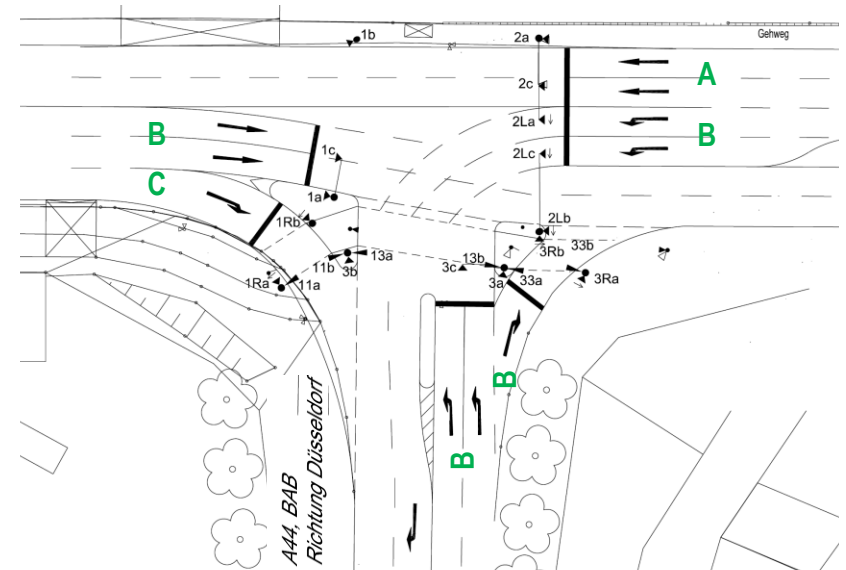 1b
2a
Gehweg
A
2c
2La
B
B
1c
2Lc
C
1a
1Rb
2Lb
3Rb
33b
11b
13a
13b
3b
3c
3a
33a
3Ra
1Ra
11a
B
B
A44, BAB
Richtung Düsseldorf